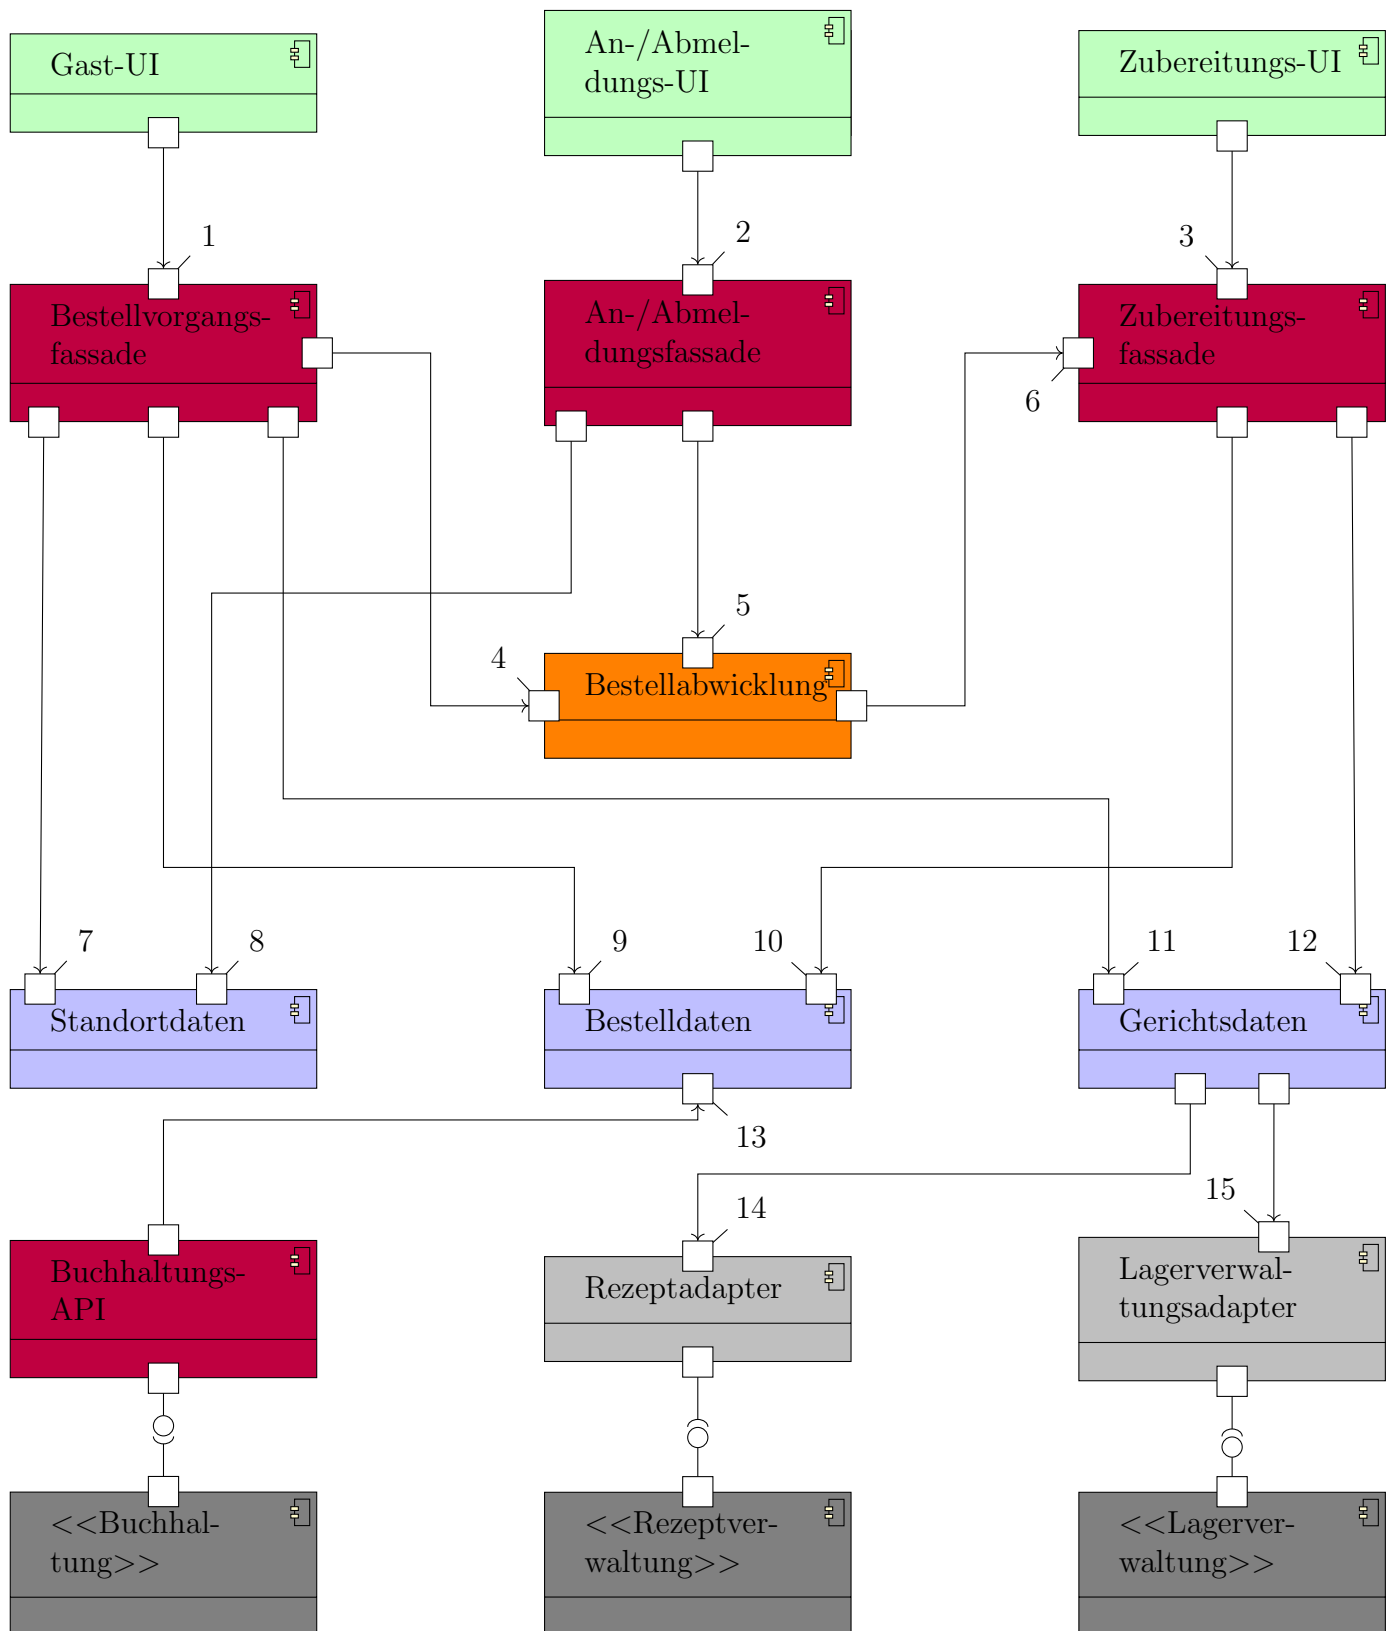 Gast-UI
An-/Abmel-
dungs-UI
Zubereitungs-UI
1
2
3
Bestellvorgangs-
fassade
An-/Abmel-
dungsfassade
Zubereitungs-
fassade
6
5
4
Bestellabwicklung
7
8
9
10
11
12
Standortdaten
Bestelldaten
Gerichtsdaten
13
14
15
Buchhaltungs-
API
Rezeptadapter
Lagerverwal-
tungsadapter
<<Buchhal-
tung>>
<<Rezeptver-
waltung>>
<<Lagerver-
waltung>>